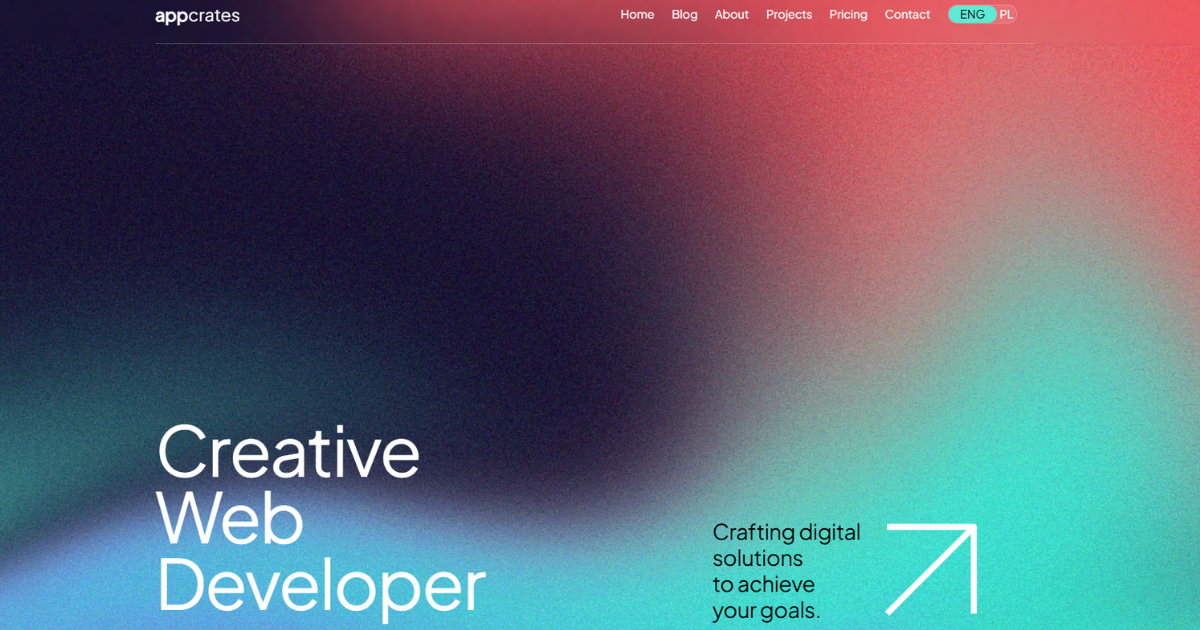 appcrates
Home Blog About Projects Pricing Contact ENG PL
Creative
Web
Developer
Crafting digital
solutions
to achieve
your goals.